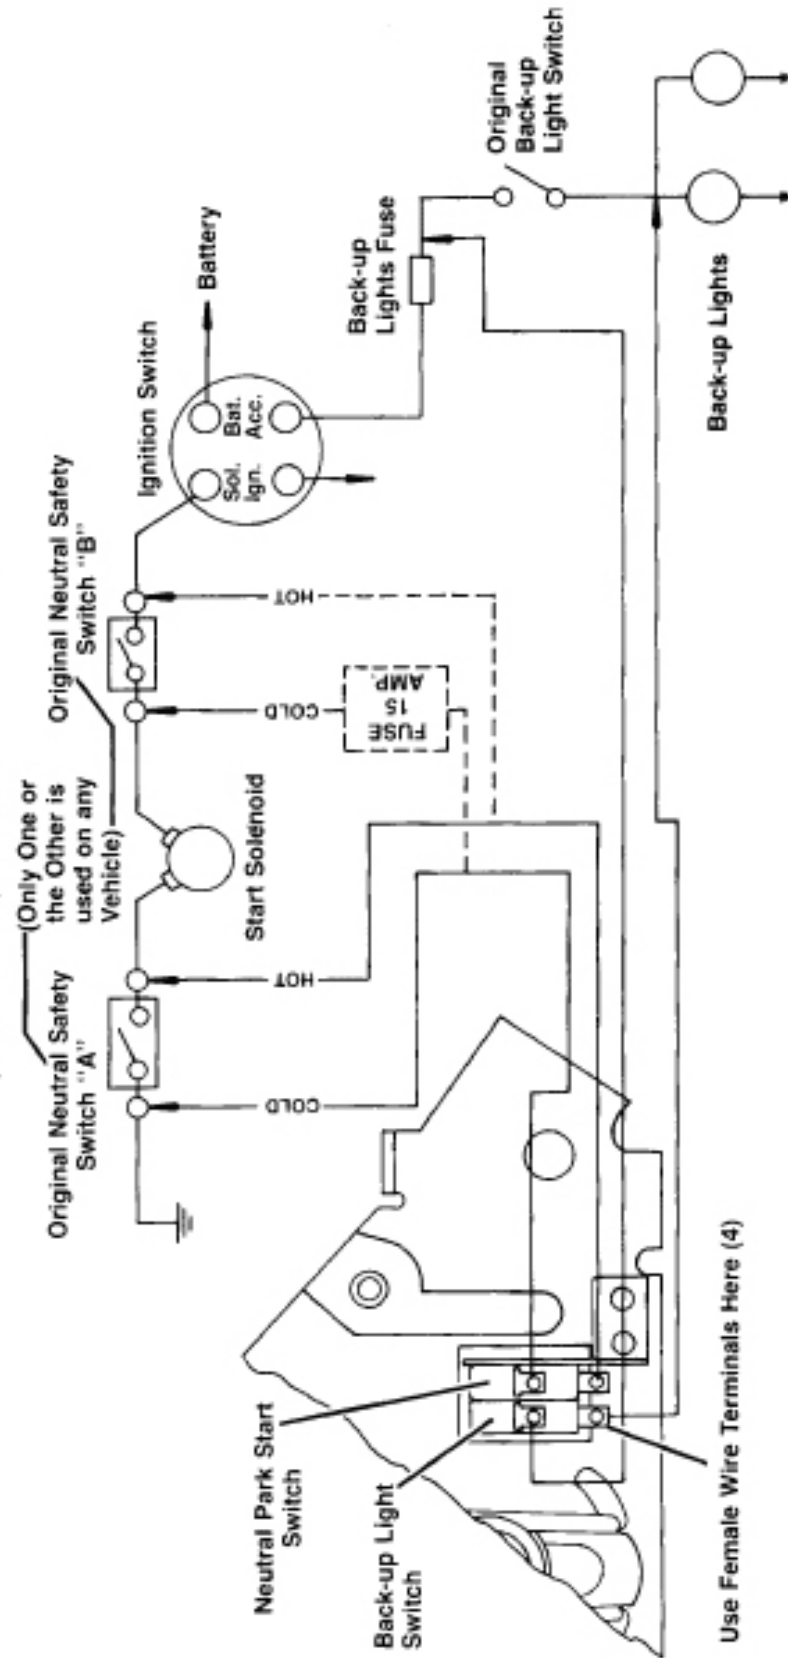 (Only One or
the Other is
used on any
Vehicle)
Original Neutral Safety
Switch "A"
Original Neutral Safety
Switch "B"
Ignition Switch
Battery
Sol.
Bat.
Ign.
Acc.
Start Solenoid
COLD
HOT
COLD
HOT
FUSE
15
AMP.
Back-up
Lights Fuse
Original
Back-up
Light Switch
Neutral Park Start
Switch
Back-up Light
Switch
Use Female Wire Terminals Here (4)
Back-up Lights